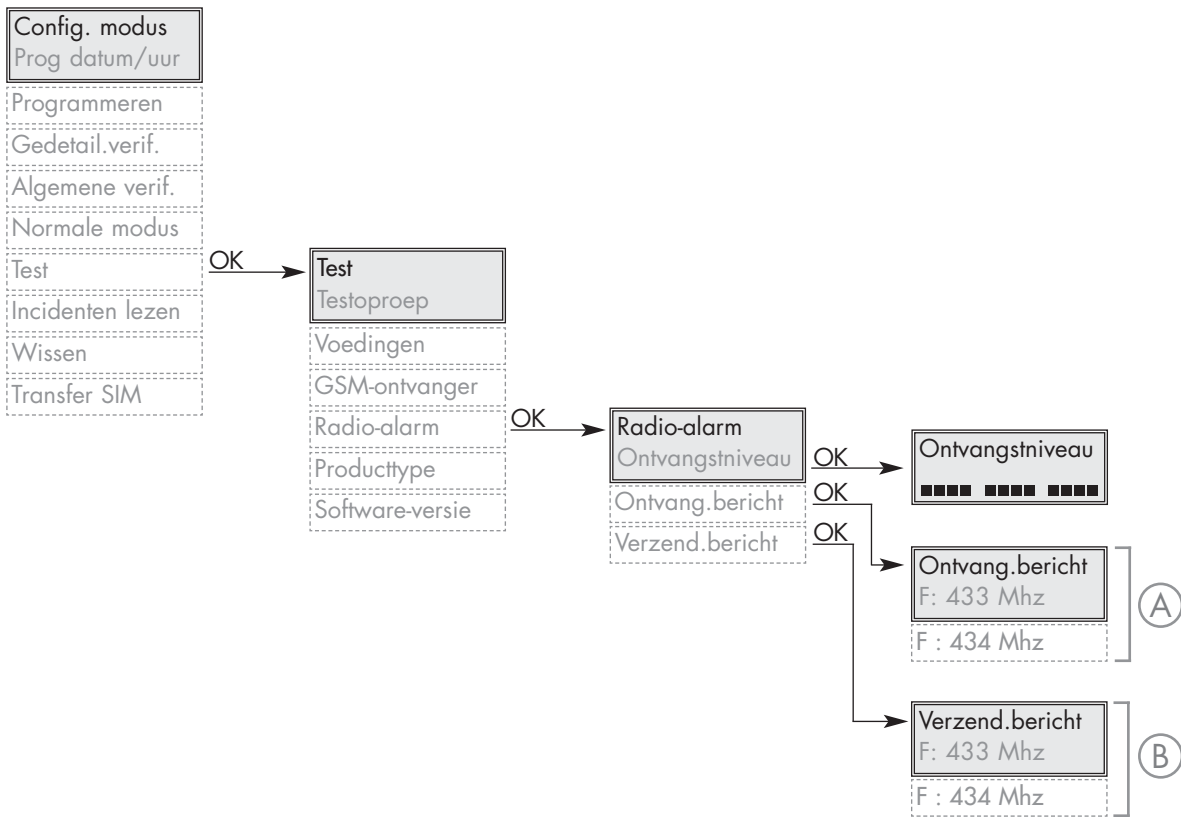 Config. modus
Prog datum/uur
Programmeren
Gedetail.verif.
Algemene verif.
Normale modus
Test
Incidenten lezen
Wissen
Transfer SIM
OK
Test
Testoproep
Voedingen
GSM-ontvanger
Radio-alarm
Producttype
Software-versie
OK
Radio-alarm
Ontvangstniveau
Ontvang.bericht
Verzend.bericht
OK
OK
OK
Ontvangstniveau
Ontvang.bericht
F: 433 Mhz
F : 434 Mhz
A
Verzend.bericht
F: 433 Mhz
F : 434 Mhz
B